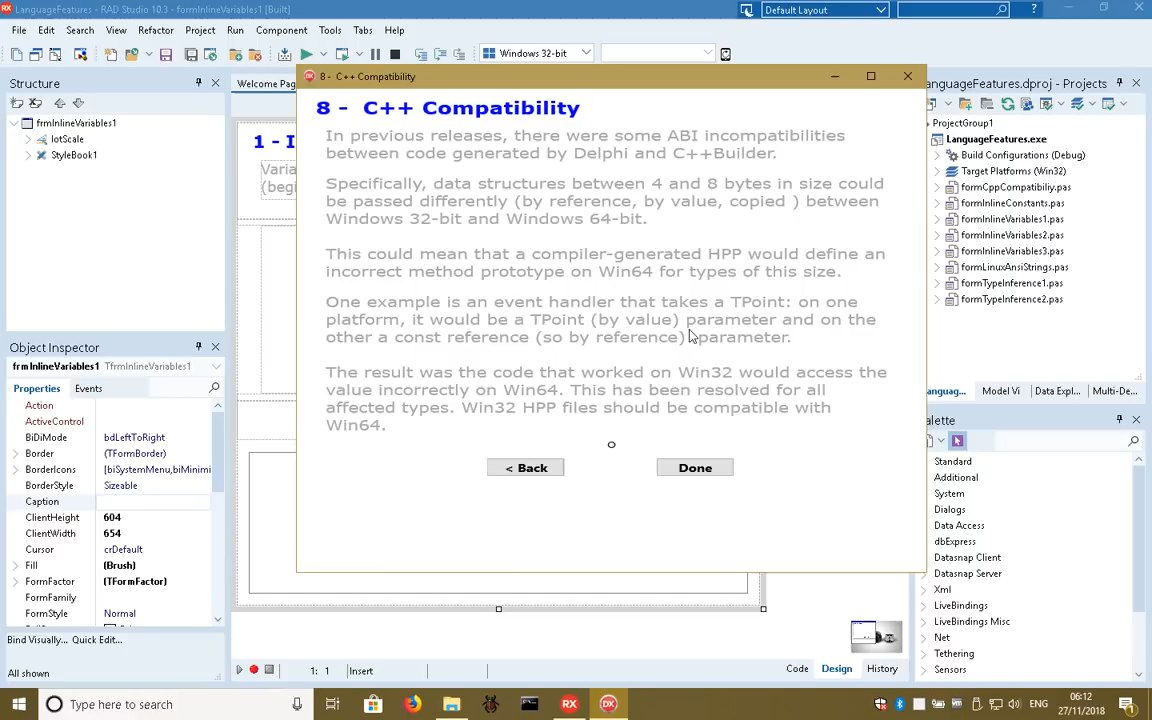 LanguageFeatures - RAD Studio 10.3 - formInlineVariables1 [Built]
Default Layout
File Edit Search View Refactor Project Run Component Tools Tabs Help
Windows 32-bit
Structure
frmInlineVariables1
lotScale
StyleBook1
Welcome Pag
1 - I
Varia
(begi
8 - C++ Compatibility
8 - C++ Compatibility
In previous releases, there were some ABI incompatibilities
between code generated by Delphi and C++Builder.
Specifically, data structures between 4 and 8 bytes in size could
be passed differently (by reference, by value, copied ) between
Windows 32-bit and Windows 64-bit.
This could mean that a compiler-generated HPP would define an
incorrect method prototype on Win64 for types of this size.
One example is an event handler that takes a TPoint: on one
platform, it would be a TPoint (by value) parameter and on the
other a const reference (so by reference) parameter.
The result was the code that worked on Win32 would access the
value incorrectly on Win64. This has been resolved for all
affected types. Win32 HPP files should be compatible with
Win64.
< Back
Done
LanguageFeatures.dproj - Projects
ProjectGroup1
LanguageFeatures.exe
Build Configurations (Debug)
Target Platforms (Win32)
formCppCompatibiliy.pas
formInlineConstants.pas
formInlineVariables1.pas
formInlineVariables2.pas
formInlineVariables3.pas
formLinuxAnsiStrings.pas
formTypeInference1.pas
formTypeInference2.pas
Languag...
Model Vi
Data Expl...
Multi-De...
alette
Standard
Additional
System
Dialogs
Data Access
dbExpress
Datasnap Client
Datasnap Server
Xml
LiveBindings
LiveBindings Misc
Net
Tethering
Sensors
Object Inspector
frmInlineVariables1 TfrmInlineVariables1
Properties Events
Action
ActiveControl
BiDiMode bdLeftToRight
Border (TFormBorder)
BorderIcons [biSystemMenu,biMinimi
BorderStyle Sizeable
Caption
ClientHeight 604
ClientWidth 654
Cursor crDefault
Fill (Brush)
FormFactor (TFormFactor)
FormFamily
FormStyle Normal
Bind Visually... Quick Edit...
All shown
1: 1
Insert
Code
Design
History
Type here to search
ENG
06:12
27/11/2018